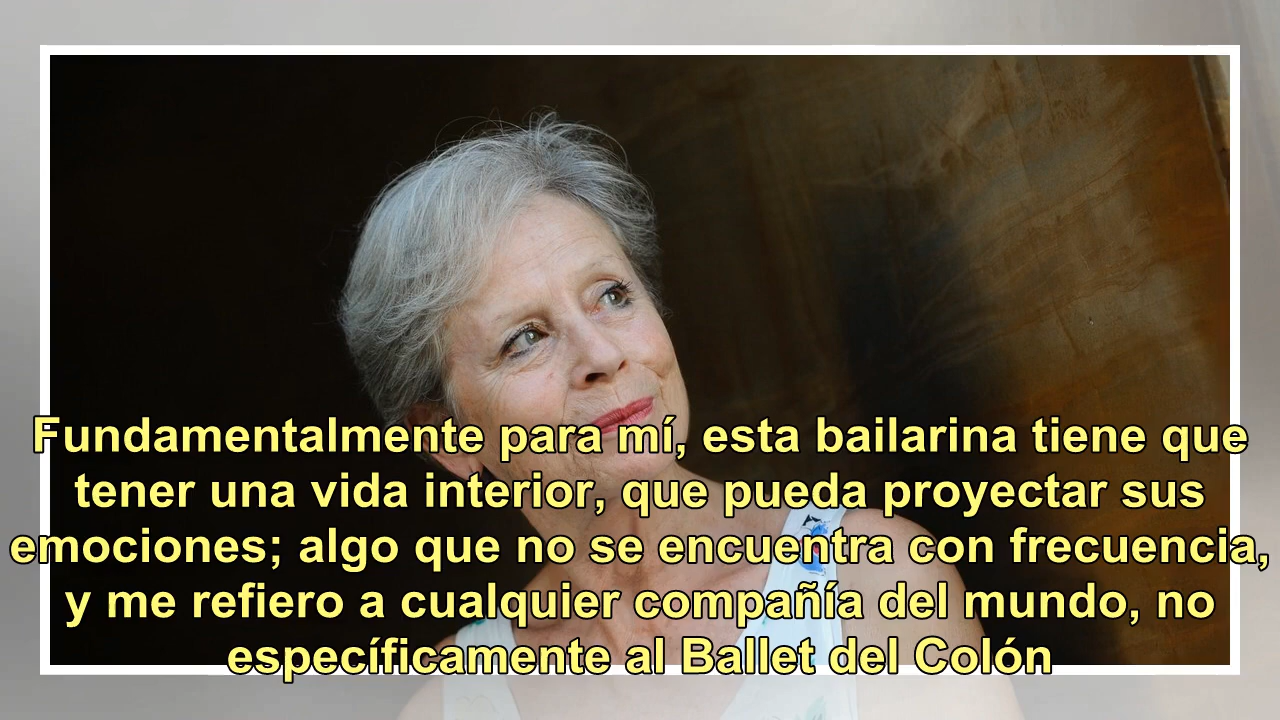 Fundamentalmente para mí, esta bailarina tiene que
tener una vida interior, que pueda proyectar sus
emociones; algo que no se encuentra con frecuencia,
y me refiero a cualquier compañía del mundo, no
específicamente al Ballet del Colón